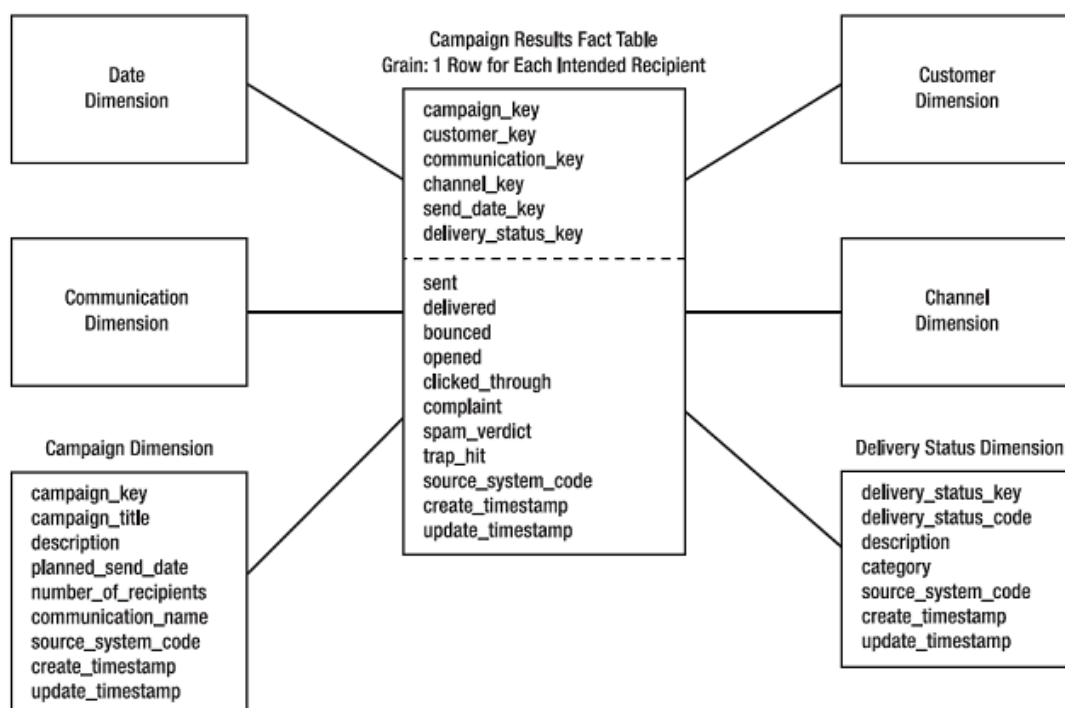 Date
Dimension
Campaign Results Fact Table
Grain: 1 Row for Each Intended Recipient
campaign_key
customer_key
communication_key
channel_key
send_date_key
delivery_status_key
sent
delivered
bounced
opened
clicked_through
complaint
spam_verdict
trap_hit
source_system_code
create_timestamp
update_timestamp
Customer
Dimension
Communication
Dimension
Channel
Dimension
Campaign Dimension
campaign_key
campaign_title
description
planned_send_date
number_of_recipients
communication_name
source_system_code
create_timestamp
update_timestamp
Delivery Status Dimension
delivery_status_key
delivery_status_code
description
category
source_system_code
create_timestamp
update_timestamp